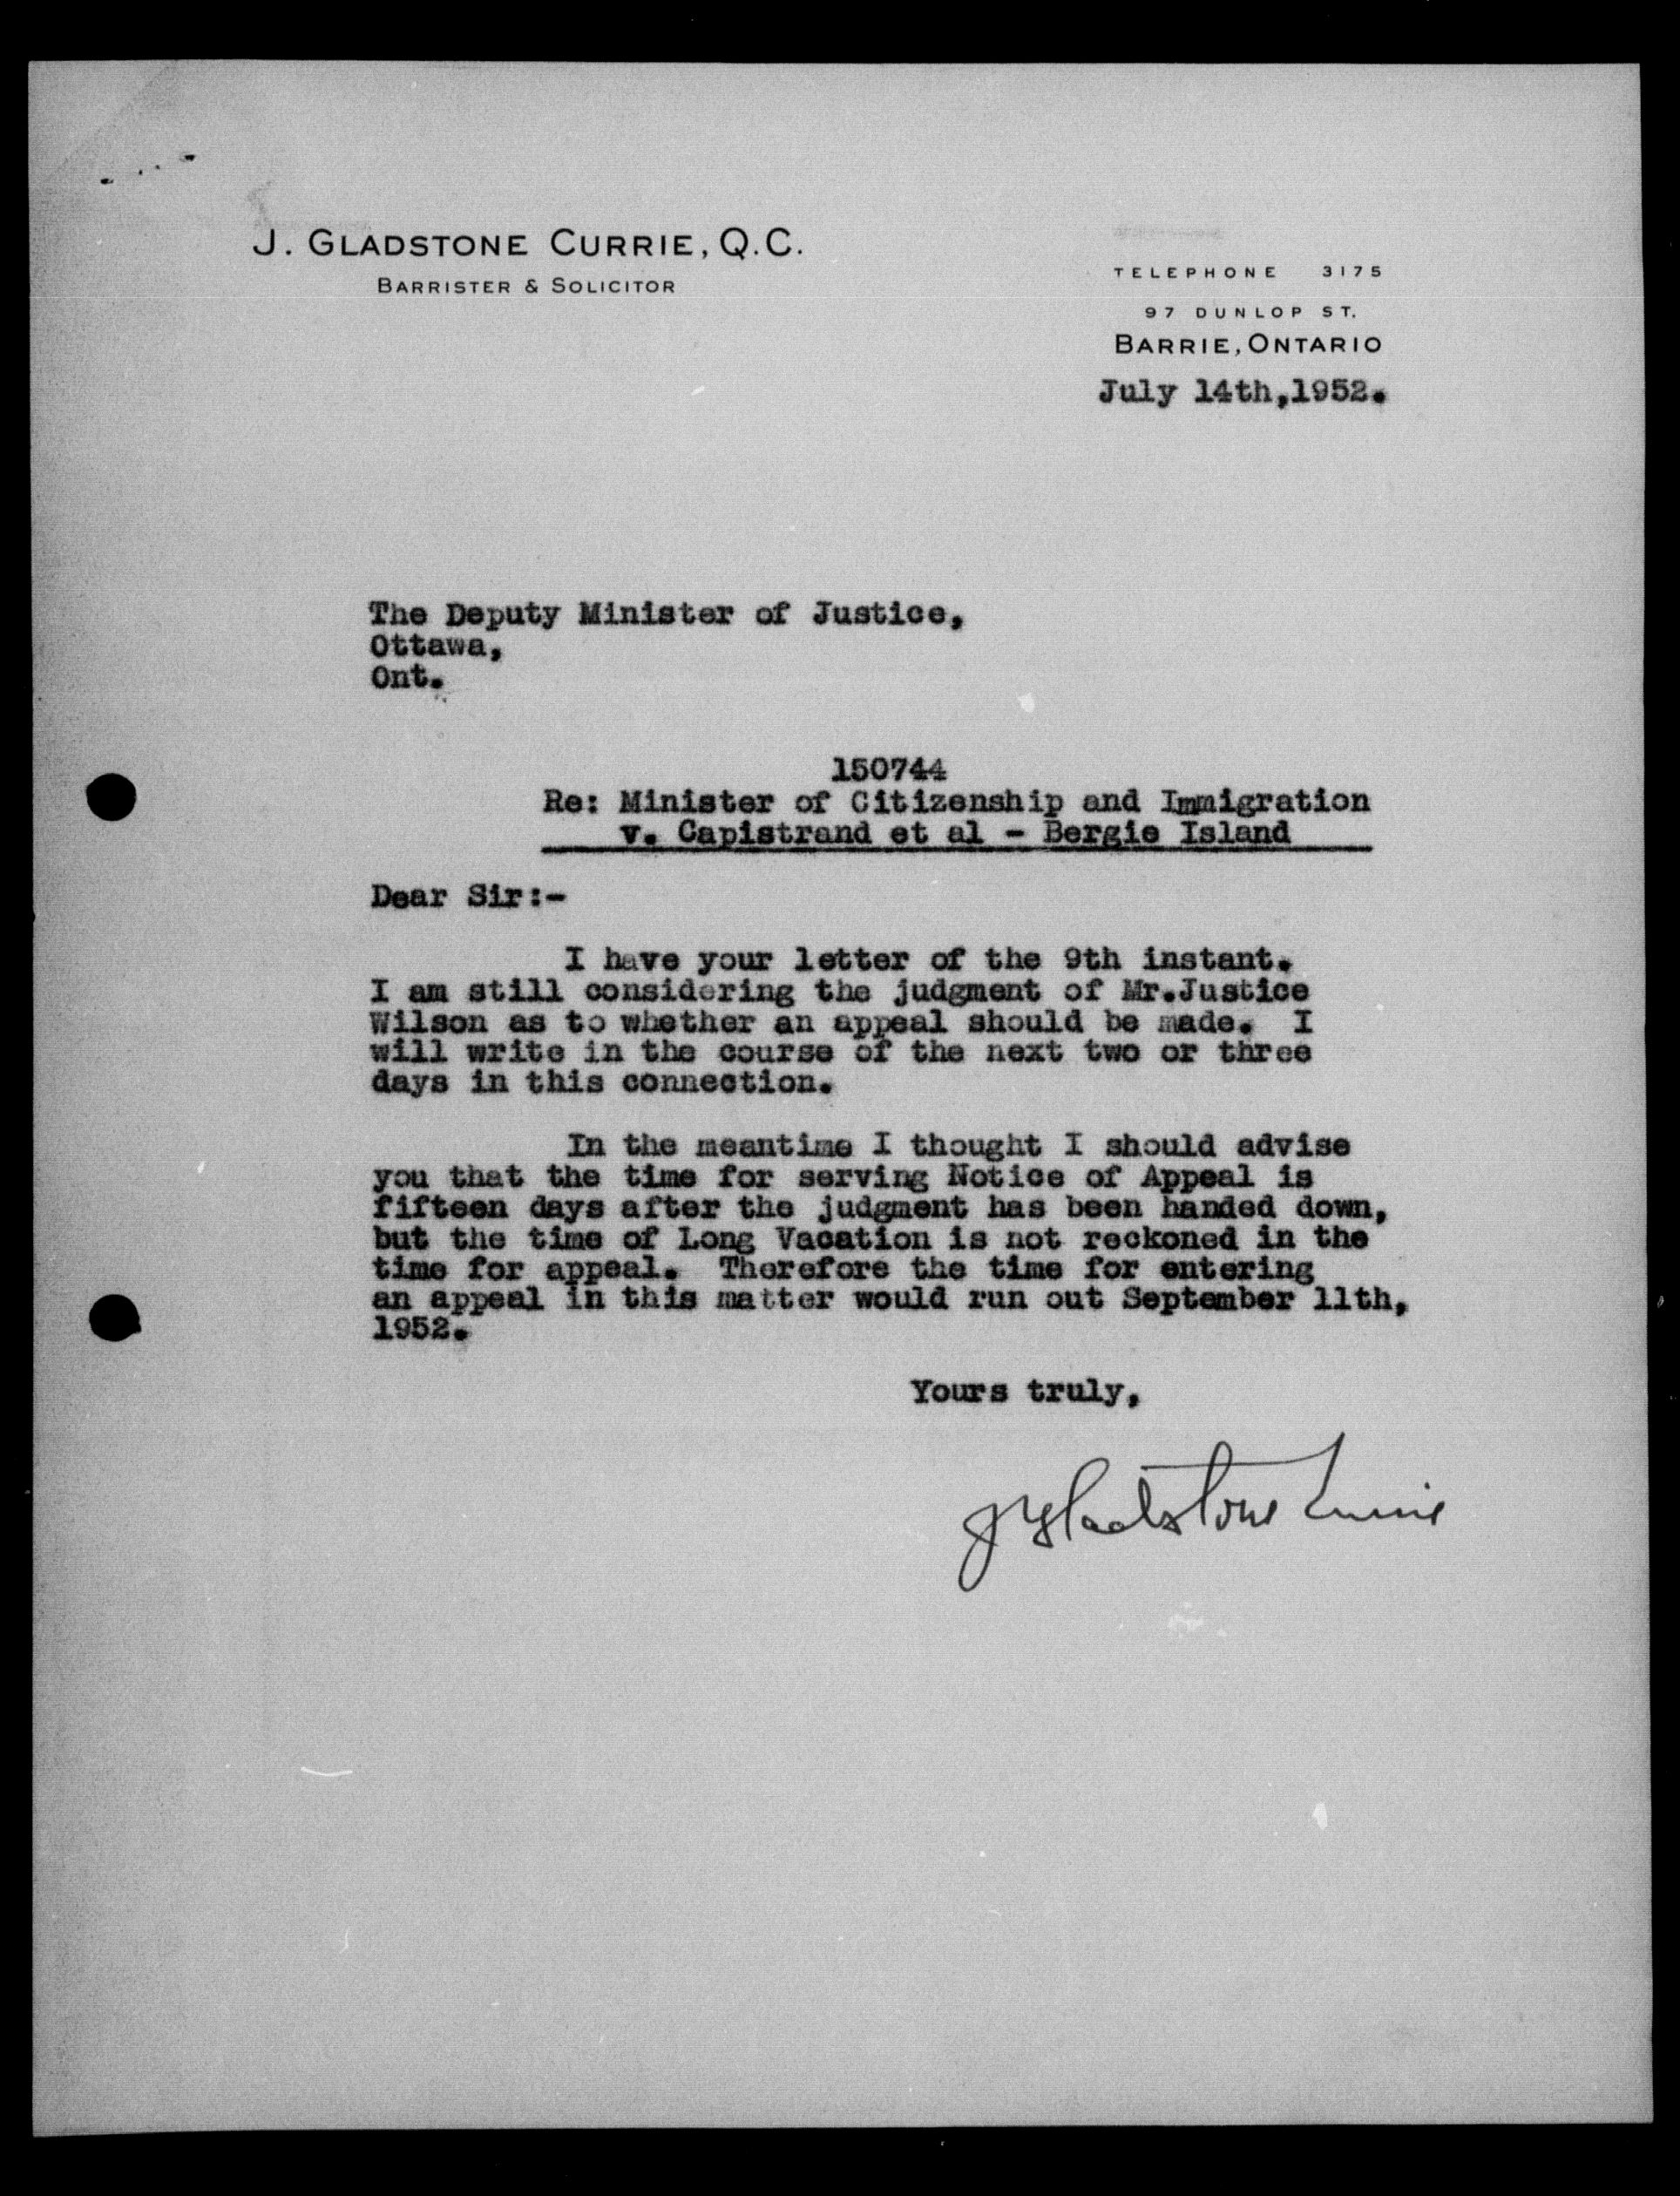 J. GLADSTONE CURRIE, Q.C.
BARRISTER & SOLICITOR
TELEPHONE 3175
97 DUNLOP ST.
BARRIE, ONTARIO
July 14th,1952.
The Deputy Minister of Justice,
Ottawa,
Ont.
150744
Re: Minister of Citizenship and Immigration
v. Capistrand et al - Bergie Island
Dear Sir:-
I have your letter of the 9th instant.
I am still considering the judgment of Mr.Justice
Wilson as to whether an appeal should be made. I
will write in the course of the next two or three
days in this connection.
In the meantime I thought I should advise
you that the time for serving Notice of Appeal is
fifteen days after the judgment has been handed down,
but the time of Long Vacation is not reckoned in the
time for appeal. Therefore the time for entering
an appeal in this matter would run out September 11th,
1952.
Yours truly,
J Gladstone Currie